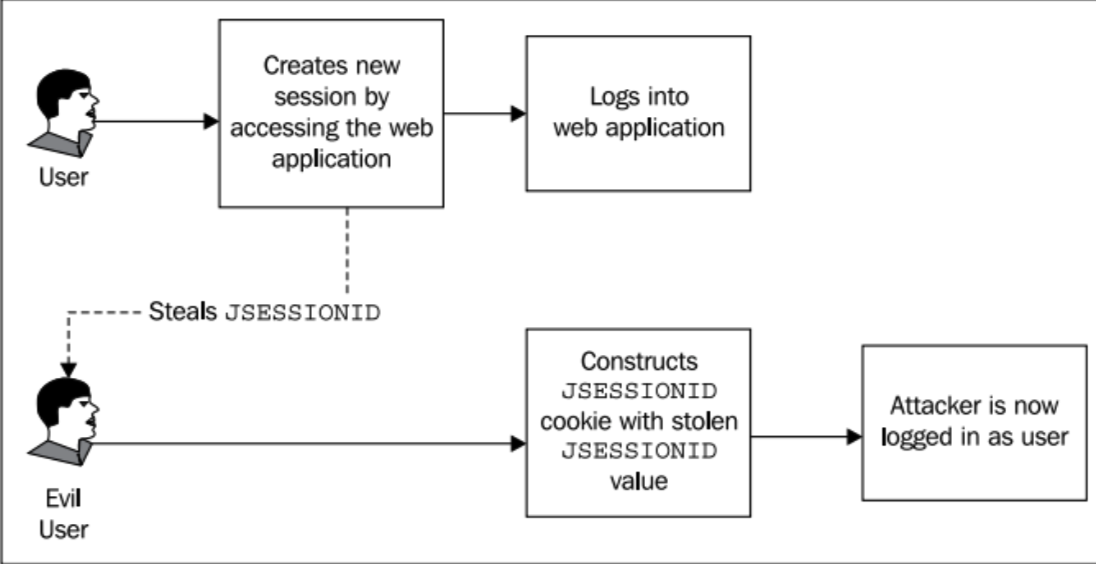 Creates new
session by
accessing the web
application
Logs into
web application
User
Steals JSESSIONID
Constructs
JSESSIONID
cookie with stolen
JSESSIONID
value
Attacker is now
logged in as user
Evil
User